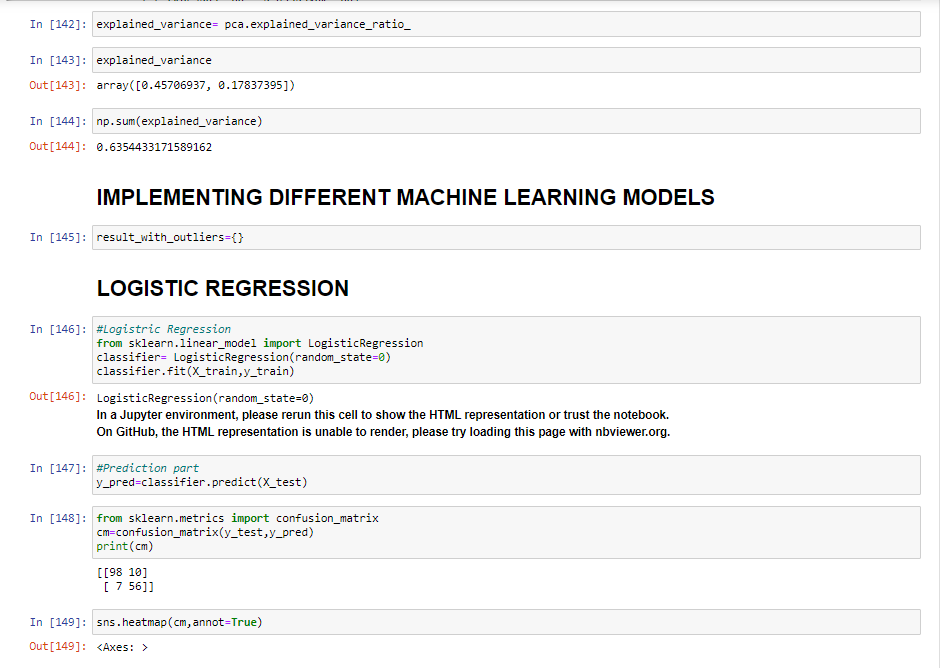 In [142]: explained_variance= pca.explained_variance_ratio_
In [143]: explained_variance
Out[143]: array([0.45706937, 0.17837395])
In [144]: np.sum(explained_variance)
Out[144]: 0.6354433171589162
IMPLEMENTING DIFFERENT MACHINE LEARNING MODELS
In [145]: result_with_outliers={}
LOGISTIC REGRESSION
In [146]: #Logistric Regression
from sklearn.linear_model import LogisticRegression
classifier= LogisticRegression(random_state=0)
classifier.fit(X_train,y_train)
Out[146]: LogisticRegression(random_state=0)
In a Jupyter environment, please rerun this cell to show the HTML representation or trust the notebook.
On GitHub, the HTML representation is unable to render, please try loading this page with nbviewer.org.
In [147]: #Prediction part
y_pred=classifier.predict(X_test)
In [148]: from sklearn.metrics import confusion_matrix
cm=confusion_matrix(y_test,y_pred)
print(cm)
[[98 10]
[ 7 56]]
In [149]: sns.heatmap(cm,annot=True)
Out[149]: <Axes: >